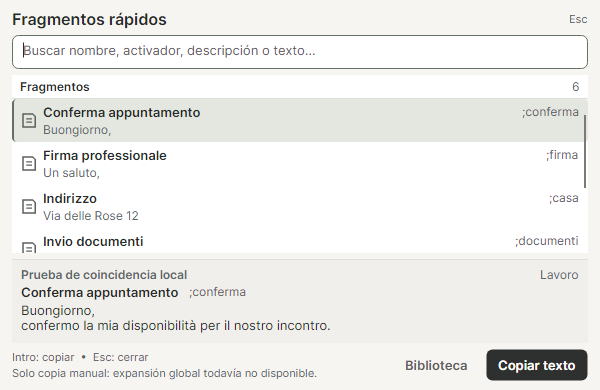 Fragmentos rápidos Esc
Buscar nombre, activador, descripción o texto...
Fragmentos 6
Conferma appuntamento ;conferma
Buongiorno,
Firma professionale ;firma
Un saluto,
Indirizzo ;casa
Via delle Rose 12
Invio documenti ;documenti
Prueba de coincidencia local Lavoro
Conferma appuntamento ;conferma
Buongiorno,
confermo la mia disponibilità per il nostro incontro.
Intro: copiar • Esc: cerrar
Solo copia manual: expansión global todavía no disponible.
Biblioteca Copiar texto